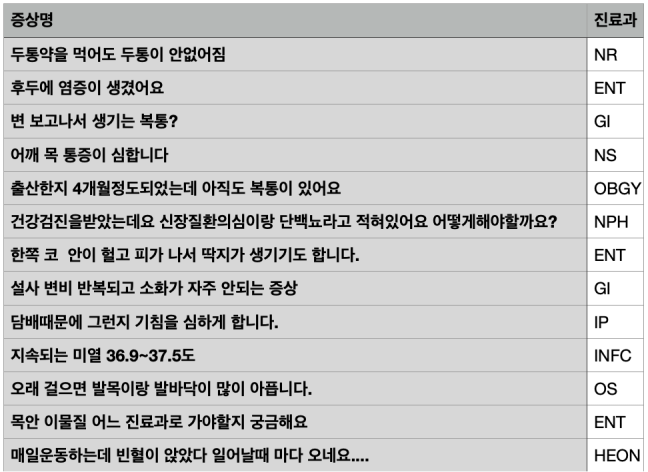 증상명 진료과
두통약을 먹어도 두통이 안없어짐 NR
후두에 염증이 생겼어요 ENT
변 보고나서 생기는 복통? GI
어깨 목 통증이 심합니다 NS
출산한지 4개월정도되었는데 아직도 복통이 있어요 OBGY
건강검진을받았는데요 신장질환의심이랑 단백뇨라고 적혀있어요 어떻게해야할까요? NPH
한쪽 코 안이 헐고 피가 나서 딱지가 생기기도 합니다. ENT
설사 변비 반복되고 소화가 자주 안되는 증상 GI
담배때문에 그런지 기침을 심하게 합니다. IP
지속되는 미열 36.9~37.5도 INFC
오래 걸으면 발목이랑 발바닥이 많이 아픕니다. OS
목안 이물질 어느 진료과로 가야할지 궁금해요 ENT
매일운동하는데 빈혈이 앉았다 일어날때 마다 오네요.... HEON